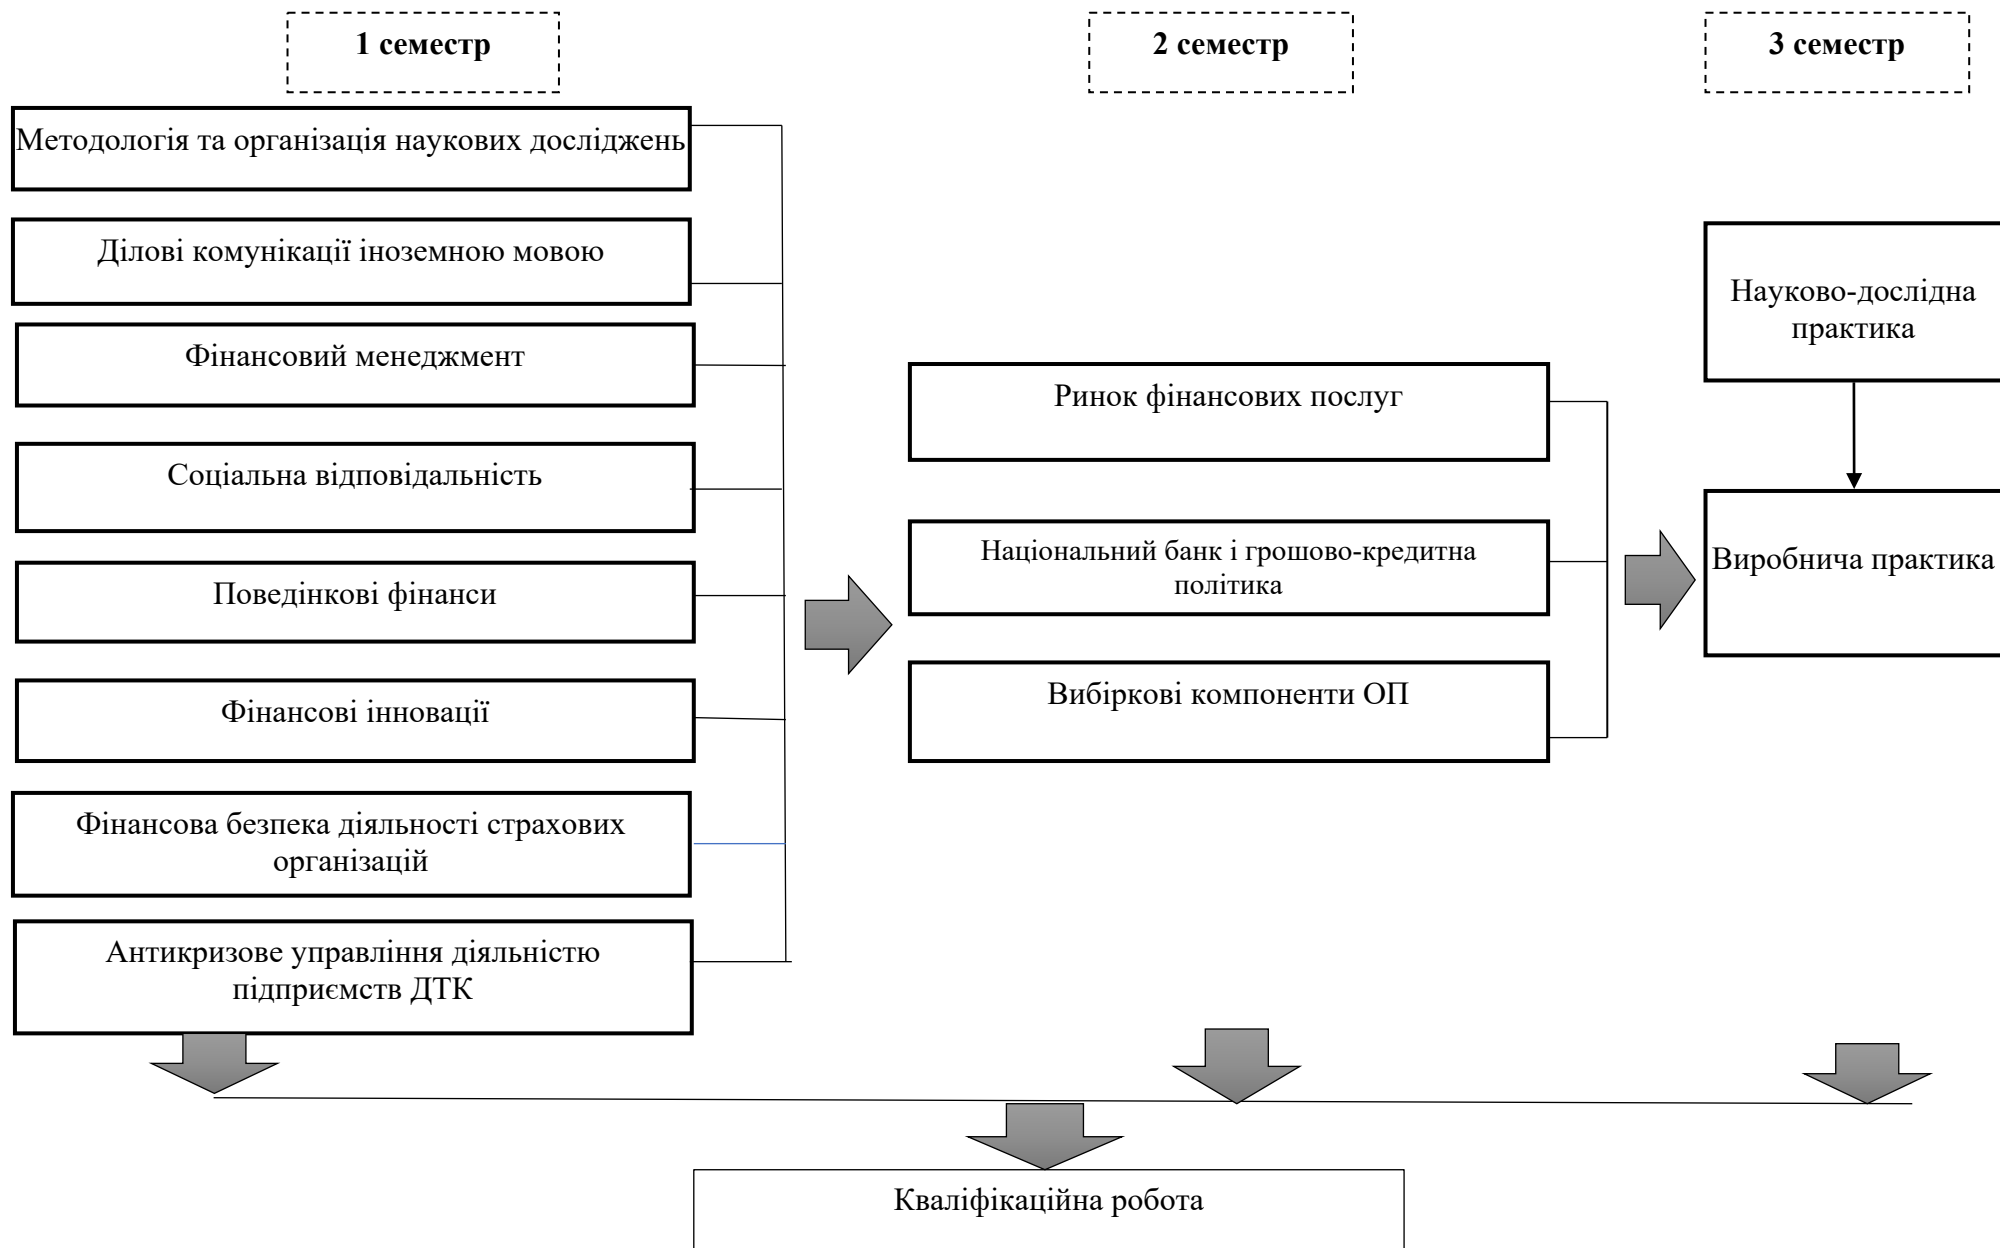 1 семестр
2 семестр
3 семестр
Методологія та організація наукових досліджень
Ділові комунікації іноземною мовою
Фінансовий менеджмент
Соціальна відповідальність
Поведінкові фінанси
Фінансові інновації
Фінансова безпека діяльності страхових
організацій
Антикризове управління діяльністю
підприємств ДТК
Ринок фінансових послуг
Національний банк і грошово-кредитна
політика
Вибіркові компоненти ОП
Науково-дослідна
практика
Виробнича практика
Кваліфікаційна робота